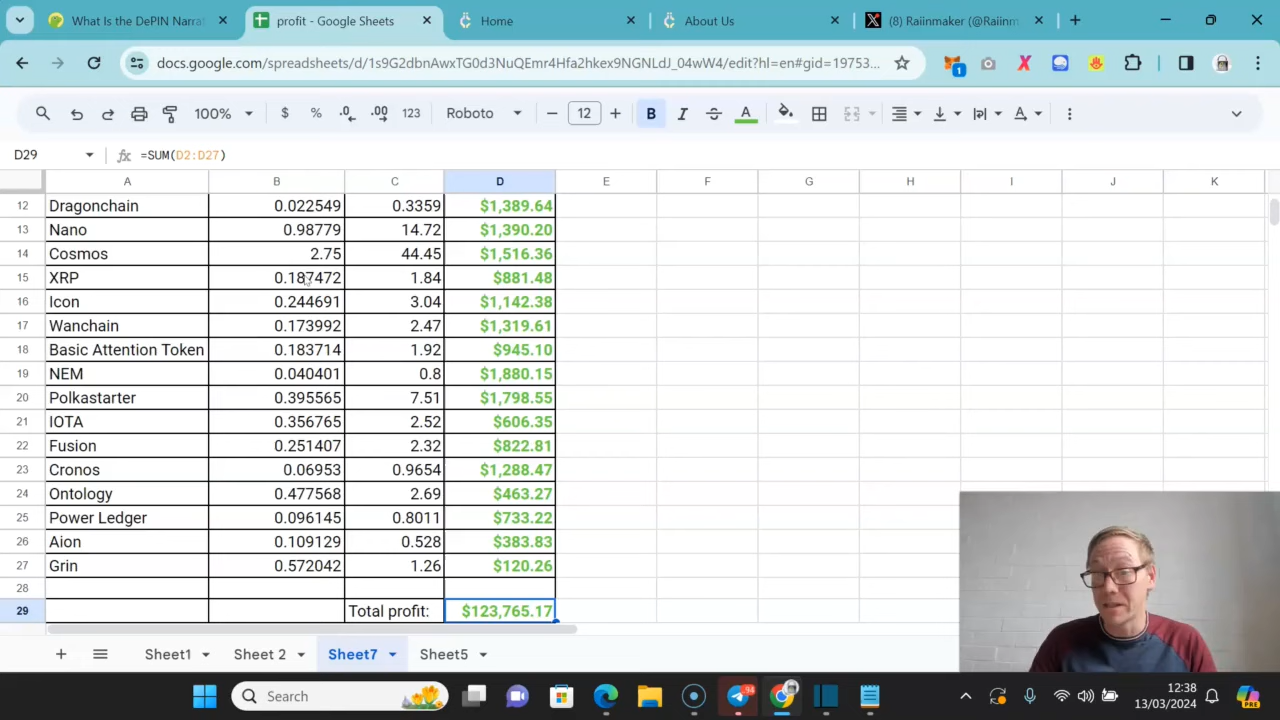 What Is the DePIN Narrat
profit - Google Sheets
Home
About Us
(8) Raiinmaker (@Raiinm
docs.google.com/spreadsheets/d/1s9G2dbnAwxTG0d3NuQEmr4Hfa2hkex9NGNLdJ_04wW4/edit?hl=en#gid=19753...
1
100%
$ % .0 .00 123
Roboto
12
B I S A
D29
fx =SUM(D2:D27)
A B C D E F G H I J K
12 Dragonchain 0.022549 0.3359 $1,389.64
13 Nano 0.98779 14.72 $1,390.20
14 Cosmos 2.75 44.45 $1,516.36
15 XRP 0.187472 1.84 $881.48
16 Icon 0.244691 3.04 $1,142.38
17 Wanchain 0.173992 2.47 $1,319.61
18 Basic Attention Token 0.183714 1.92 $945.10
19 NEM 0.040401 0.8 $1,880.15
20 Polkastarter 0.395565 7.51 $1,798.55
21 IOTA 0.356765 2.52 $606.35
22 Fusion 0.251407 2.32 $822.81
23 Cronos 0.06953 0.9654 $1,288.47
24 Ontology 0.477568 2.69 $463.27
25 Power Ledger 0.096145 0.8011 $733.22
26 Aion 0.109129 0.528 $383.83
27 Grin 0.572042 1.26 $120.26
28
29 Total profit: $123,765.17
Sheet1 Sheet 2 Sheet7 Sheet5
Search
94
12:38
13/03/2024
PRE